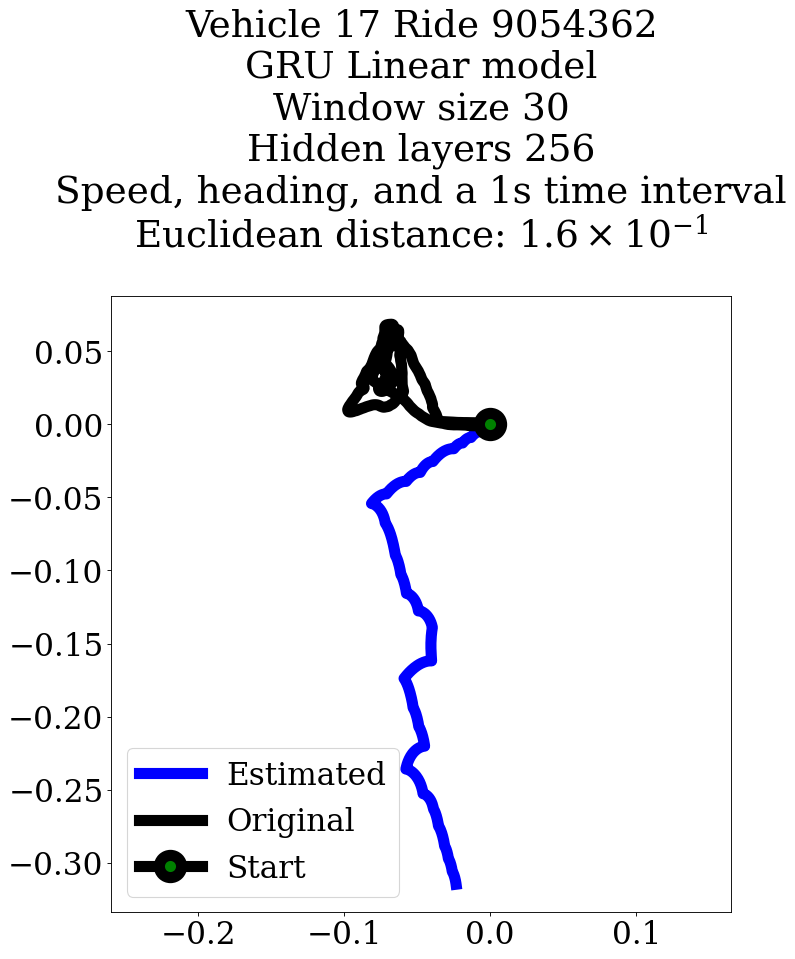 Vehicle 17 Ride 9054362
GRU Linear model
Window size 30
Hidden layers 256
Speed, heading, and a 1s time interval
Euclidean distance: 1.6 × 10⁻¹
0.05
0.00
−0.05
−0.10
−0.15
−0.20
−0.25
−0.30
Estimated
Original
Start
−0.2 −0.1 0.0 0.1